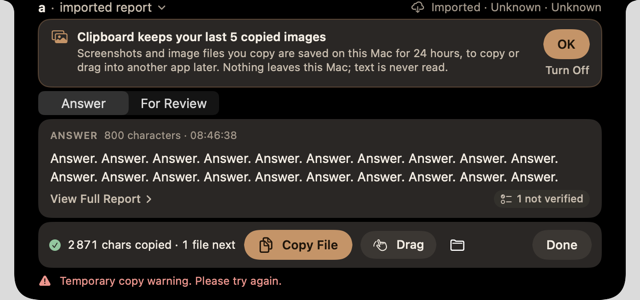 a · imported report
Imported · Unknown · Unknown
Clipboard keeps your last 5 copied images
Screenshots and image files you copy are saved on this Mac for 24 hours, to copy or
drag into another app later. Nothing leaves this Mac; text is never read.
OK
Turn Off
Answer
For Review
ANSWER 800 characters · 08:46:38
Answer. Answer. Answer. Answer. Answer. Answer. Answer. Answer. Answer. Answer.
Answer. Answer. Answer. Answer. Answer. Answer. Answer. Answer. Answer. Answer.
View Full Report
1 not verified
2 871 chars copied · 1 file next
Copy File
Drag
Done
Temporary copy warning. Please try again.